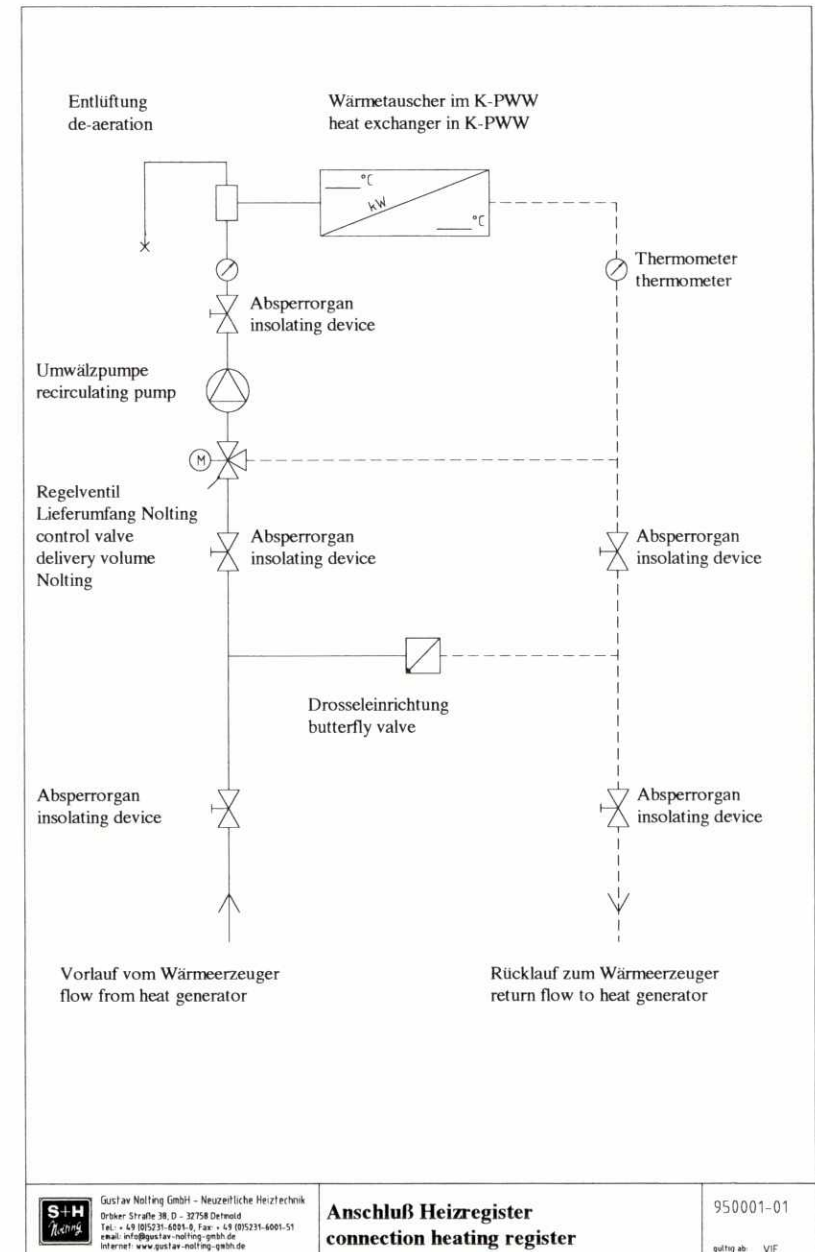 Entlüftung
de-aeration
Wärmetauscher im K-PWW
heat exchanger in K-PWW
°C
kW
°C
Thermometer
thermometer
Absperrorgan
insolating device
Umwälzpumpe
recirculating pump
M
Regelventil
Lieferumfang Nolting
control valve
delivery volume
Nolting
Absperrorgan
insolating device
Absperrorgan
insolating device
Drosseleinrichtung
butterfly valve
Absperrorgan
insolating device
Absperrorgan
insolating device
Vorlauf vom Wärmeerzeuger
flow from heat generator
Rücklauf zum Wärmeerzeuger
return flow to heat generator
S+H
Nolting
Gustav Nolting GmbH - Neuzeitliche Heiztechnik
Orbker Straße 38, D - 32758 Detmold
Tel.: + 49 (0)5231-6001-0, Fax: + 49 (0)5231-6001-51
email: info@gustav-nolting-gmbh.de
Internet: www.gustav-nolting-gmbh.de
Anschluß Heizregister
connection heating register
950001-01
gültig ab: VIF